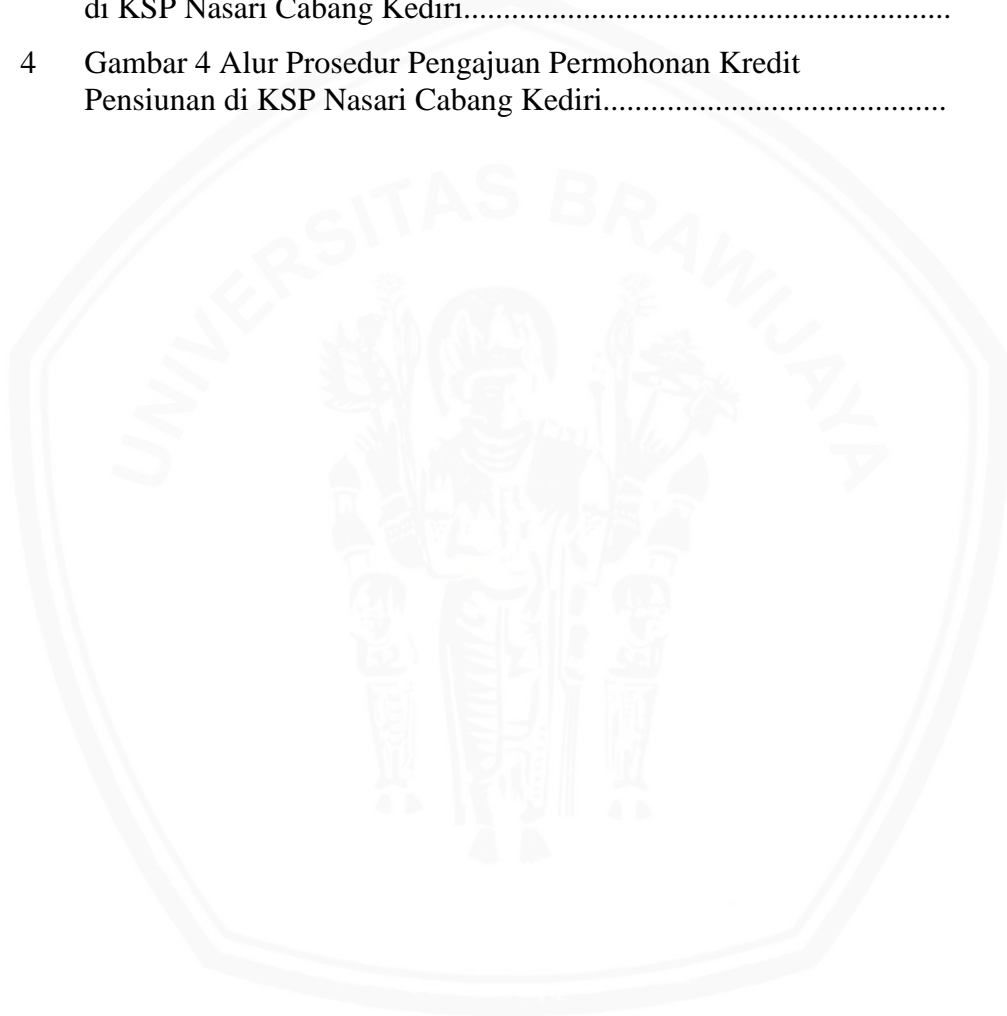 di KSP Nasari Cabang Kediri............................................................
4 Gambar 4 Alur Prosedur Pengajuan Permohonan Kredit
Pensiunan di KSP Nasari Cabang Kediri...........................................
UNIVERSITAS BRAWIJAYA